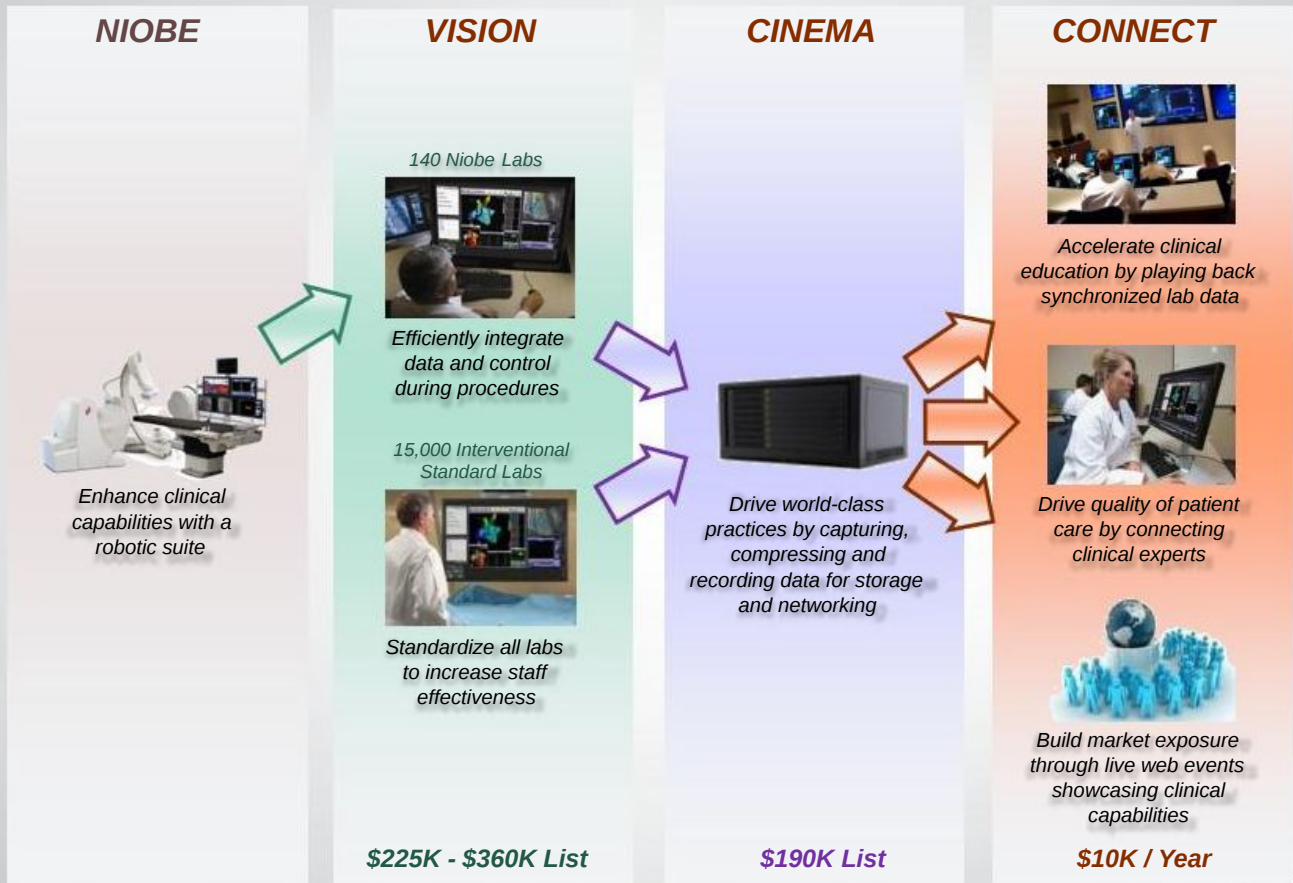 NIOBE
Enhance clinical
capabilities with a
robotic suite
VISION
140 Niobe Labs
Efficiently integrate
data and control
during procedures
15,000 Interventional
Standard Labs
Standardize all labs
to increase staff
effectiveness
$225K - $360K List
CINEMA
Drive world-class
practices by capturing,
compressing and
recording data for storage
and networking
$190K List
CONNECT
Accelerate clinical
education by playing back
synchronized lab data
Drive quality of patient
care by connecting
clinical experts
Build market exposure
through live web events
showcasing clinical
capabilities
$10K / Year